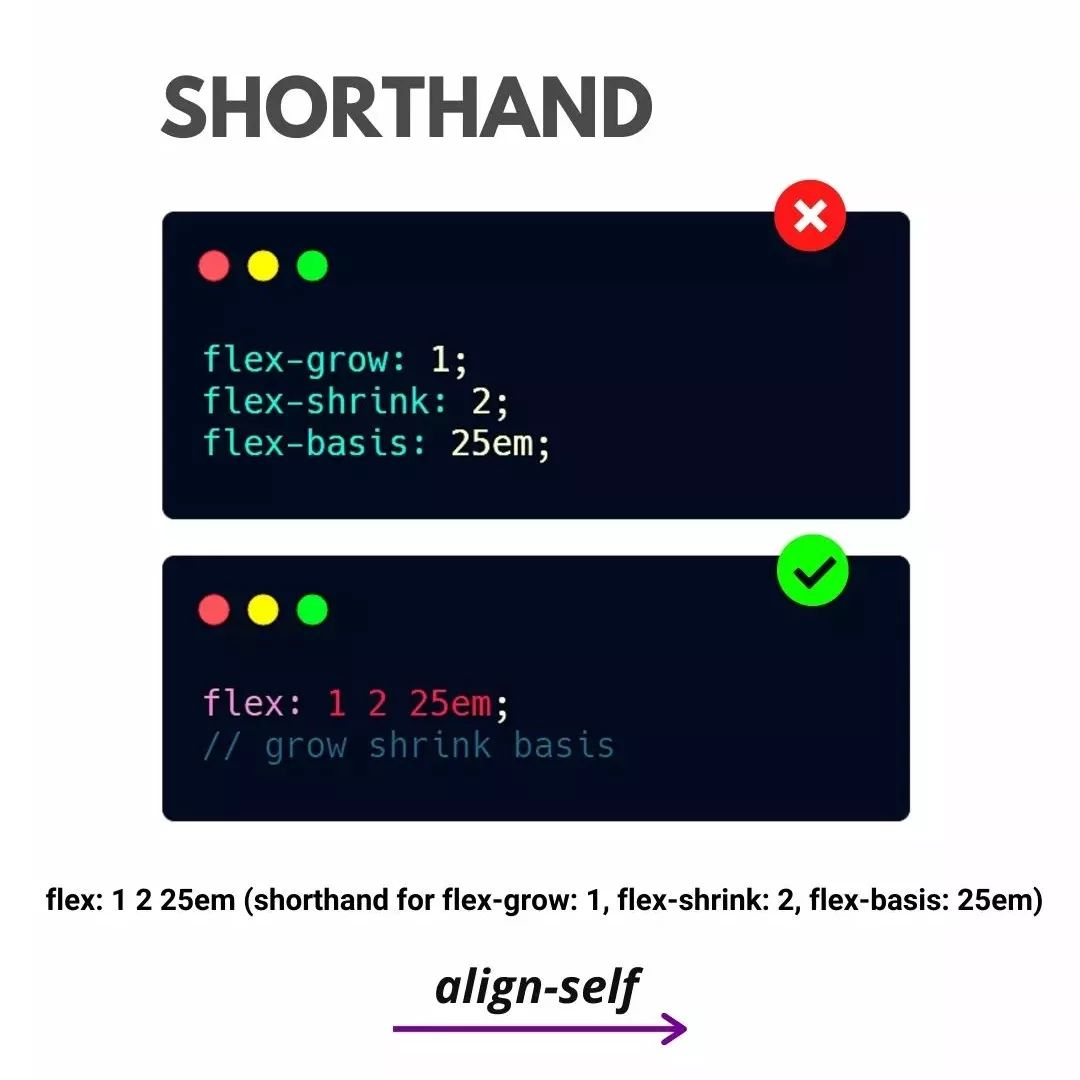 SHORTHAND
flex-grow: 1;
flex-shrink: 2;
flex-basis: 25em;
flex: 1 2 25em;
// grow shrink basis
flex: 1 2 25em (shorthand for flex-grow: 1, flex-shrink: 2, flex-basis: 25em)
align-self